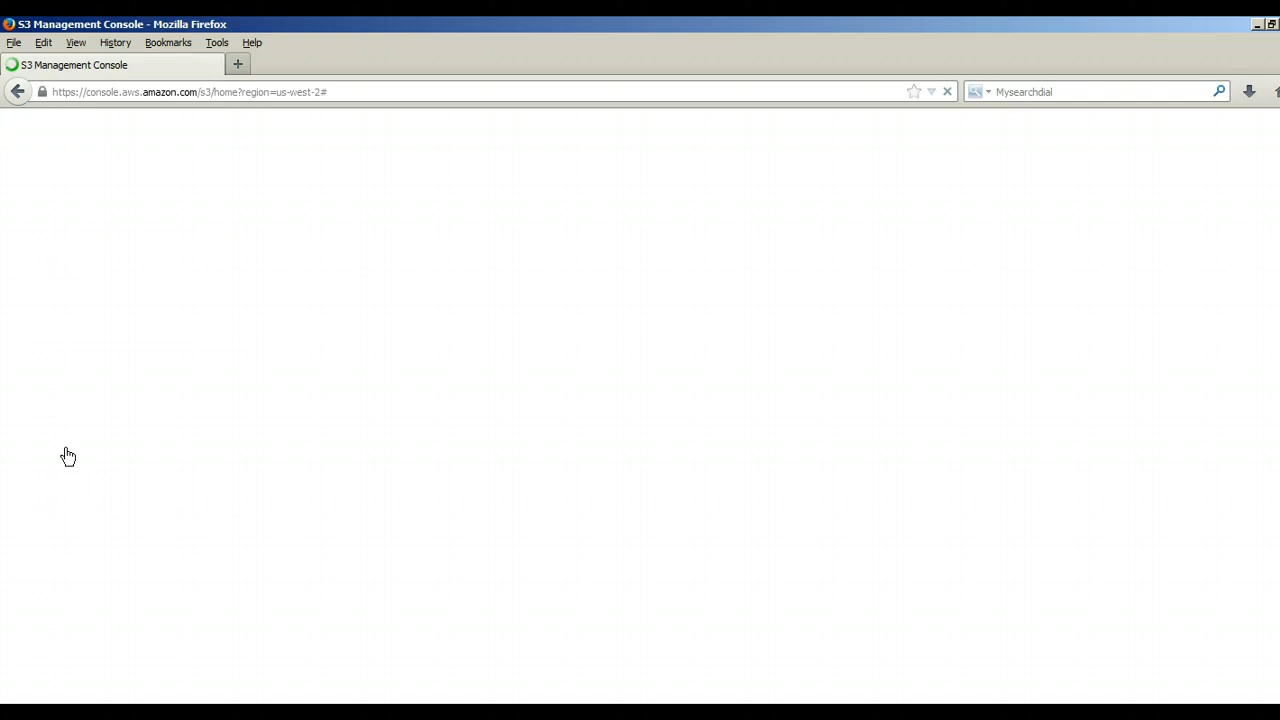 S3 Management Console - Mozilla Firefox
File Edit View History Bookmarks Tools Help
S3 Management Console
https://console.aws.amazon.com/s3/home?region=us-west-2#
Mysearchdial